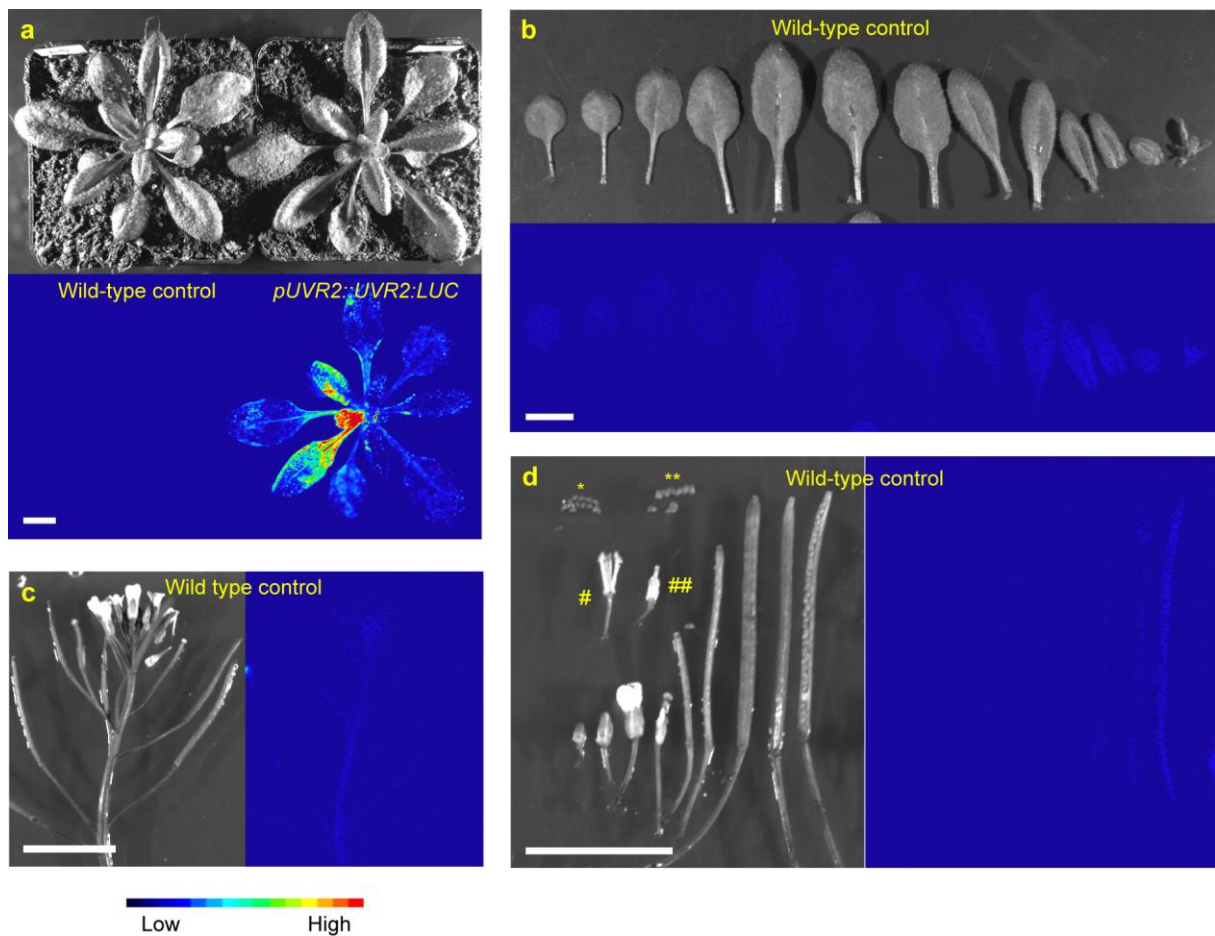 a
Wild-type control
pUVR2::UVR2:LUC
b
Wild-type control
c
Wild type control
d
Wild-type control
*
**
#
##
Low
High